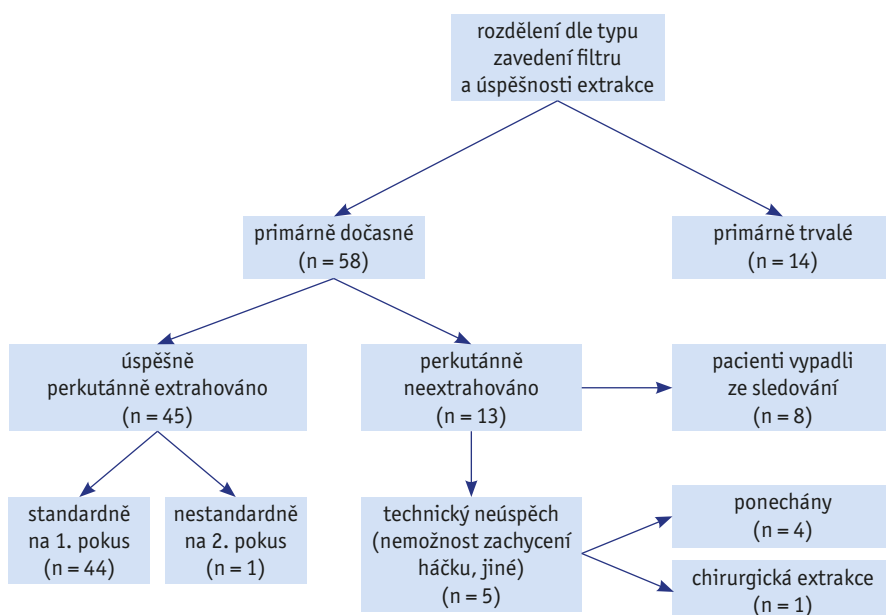 rozdělení dle typu
zavedení filtru
a úspěšnosti extrakce
primárně dočasné
(n = 58)
primárně trvalé
(n = 14)
úspěšně
perkutánně extrahováno
(n = 45)
perkutánně
neextrahováno
(n = 13)
pacienti vypadli
ze sledování
(n = 8)
standardně
na 1. pokus
(n = 44)
nestandardně
na 2. pokus
(n = 1)
technický neúspěch
(nemožnost zachycení
háčku, jiné)
(n = 5)
ponechány
(n = 4)
chirurgická extrakce
(n = 1)